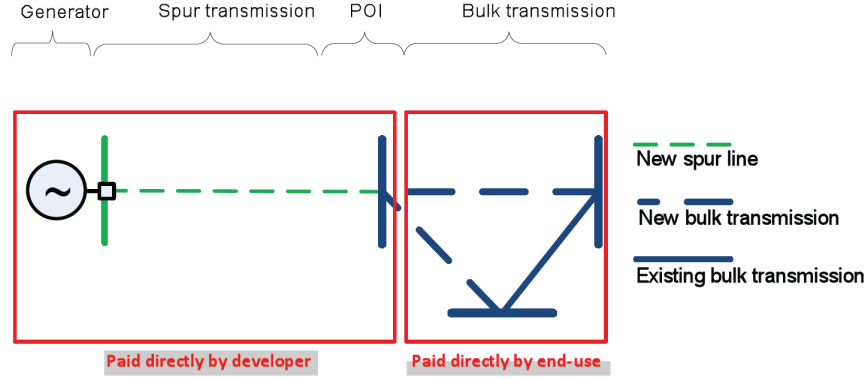 Generator Spur transmission POI Bulk transmission
~
New spur line
New bulk transmission
Existing bulk transmission
Paid directly by developer Paid directly by end-use